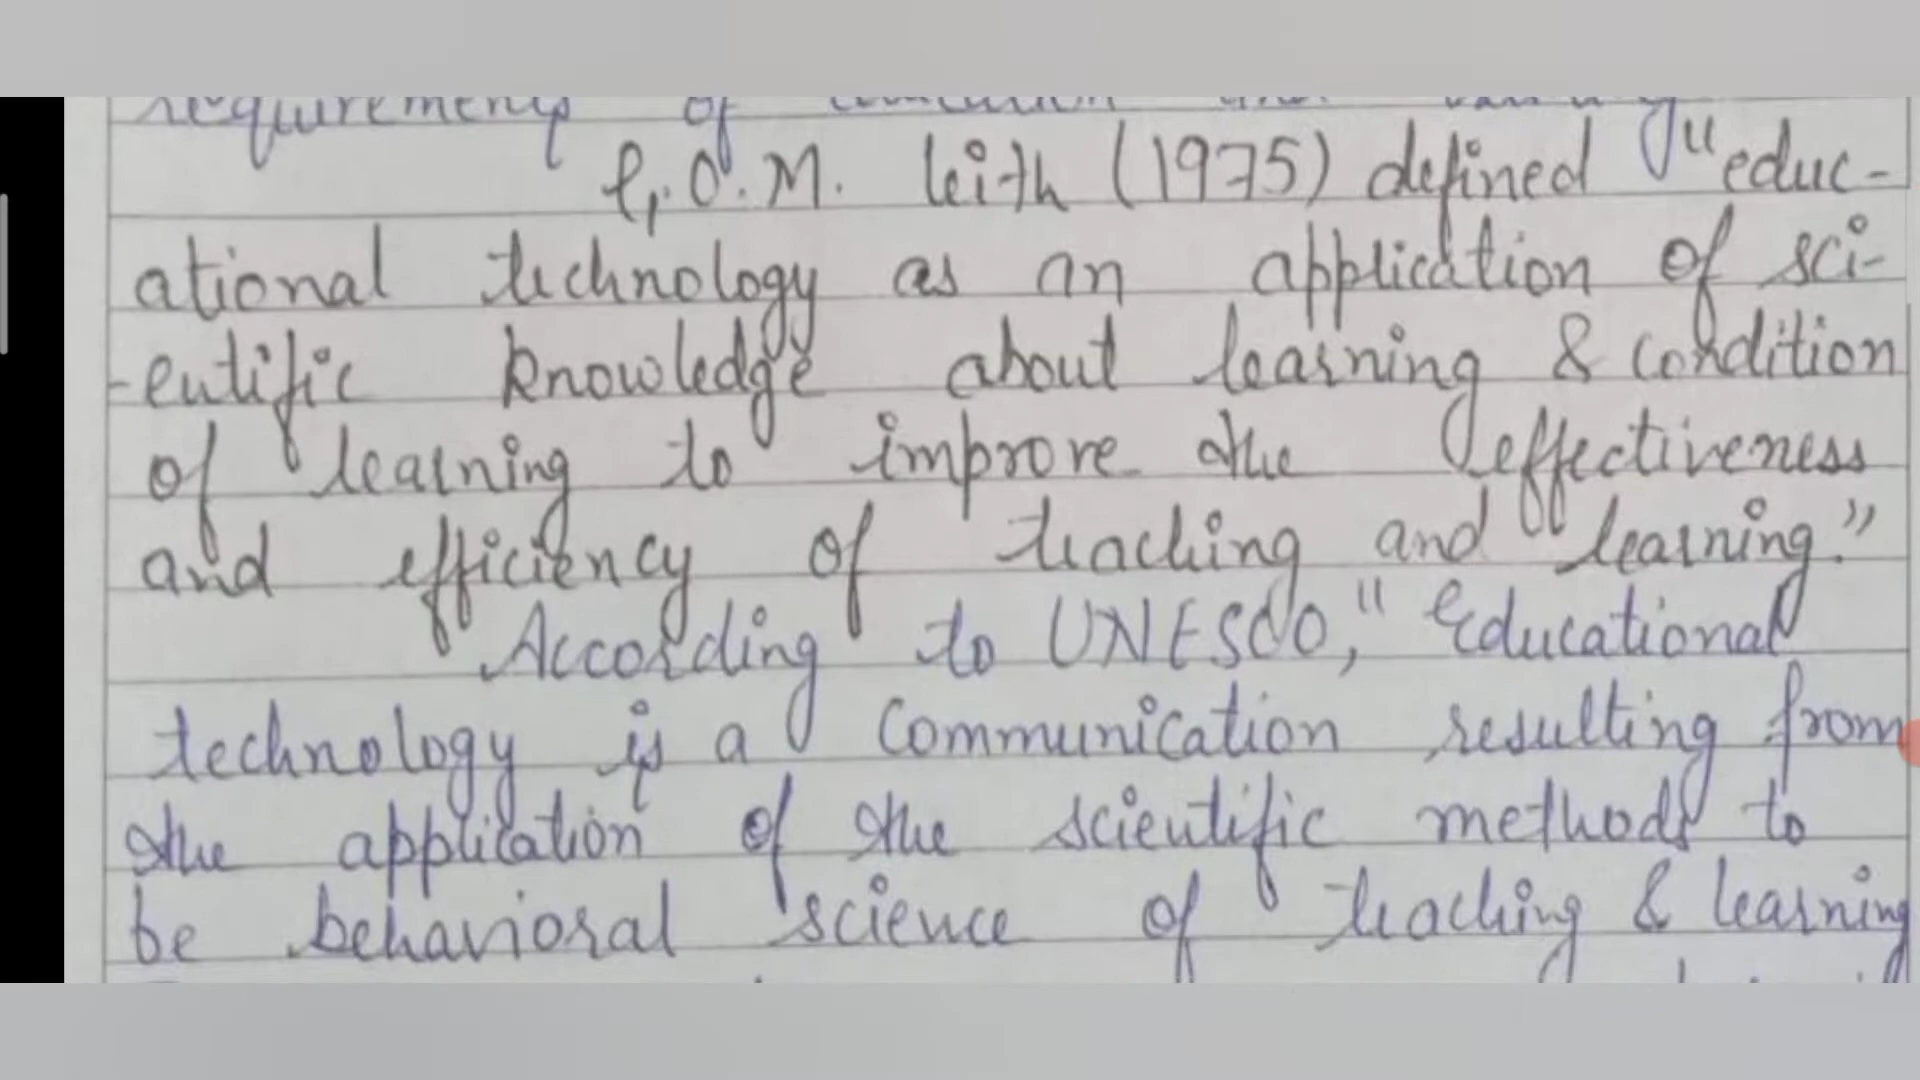 requirements of
G.O.M. leith (1975) defined "educ-
ational technology as an application of sci-
-entific knowledge about learning & condition
of learning to improve the effectiveness
and efficiency of teaching and learning."
According to UNESCO, " Educational
technology is a communication resulting from
the application of the scientific methods to
be behavioral science of teaching & learning